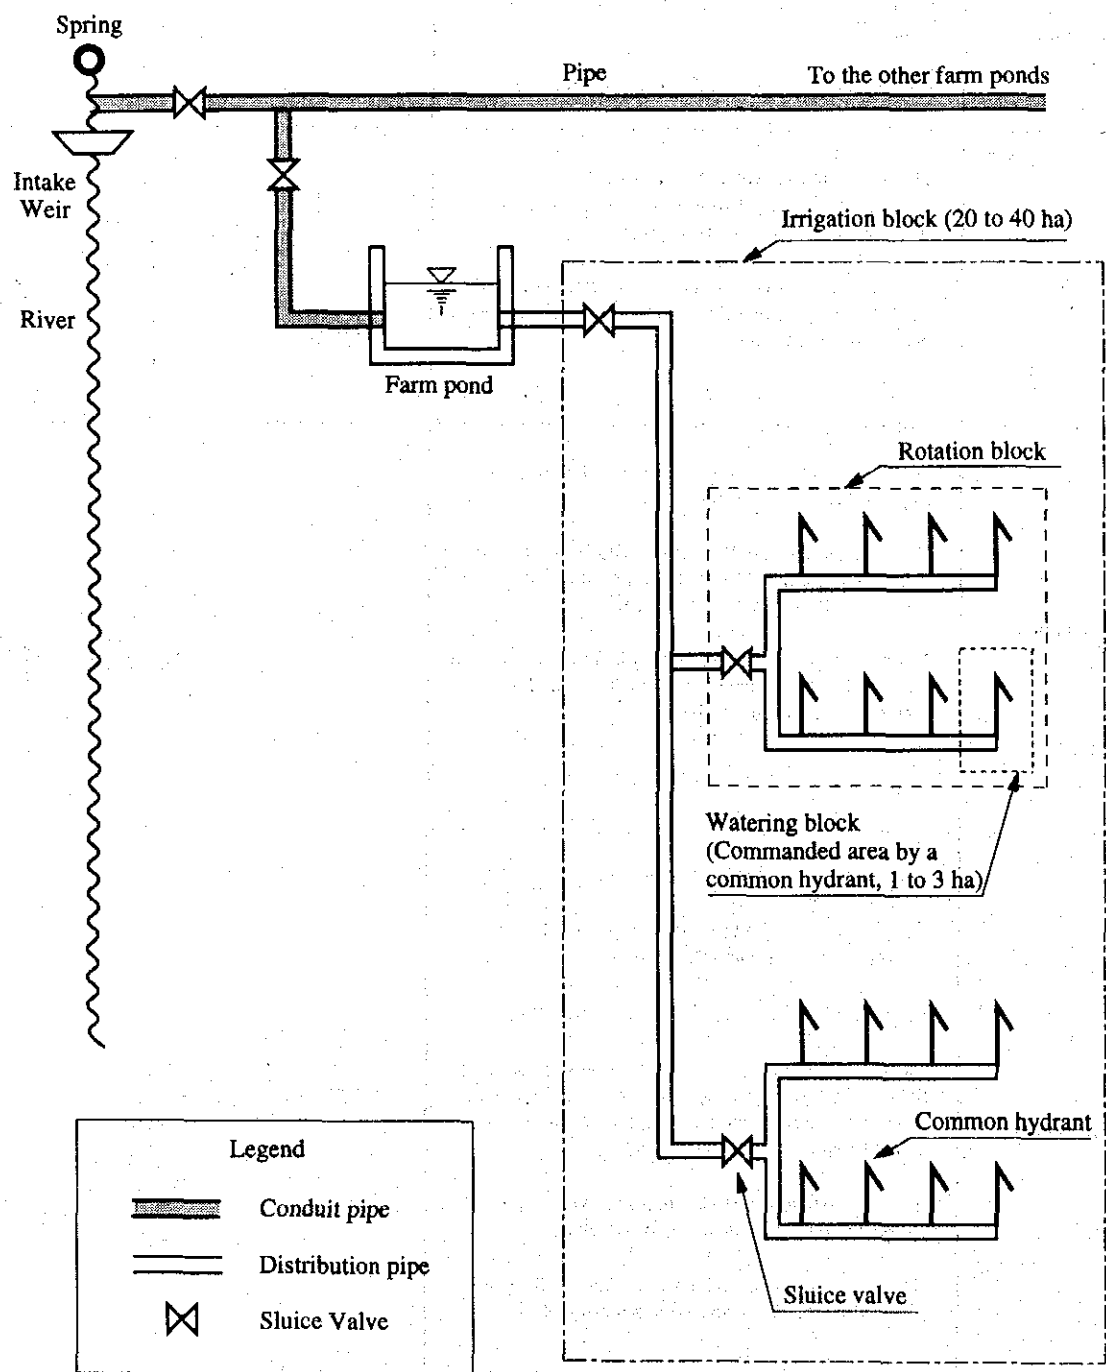 Spring
Pipe
To the other farm ponds
Intake
Weir
Irrigation block (20 to 40 ha)
River
Farm pond
Rotation block
Watering block
(Commanded area by a
common hydrant, 1 to 3 ha)
Common hydrant
Sluice valve
Legend
Conduit pipe
Distribution pipe
Sluice Valve